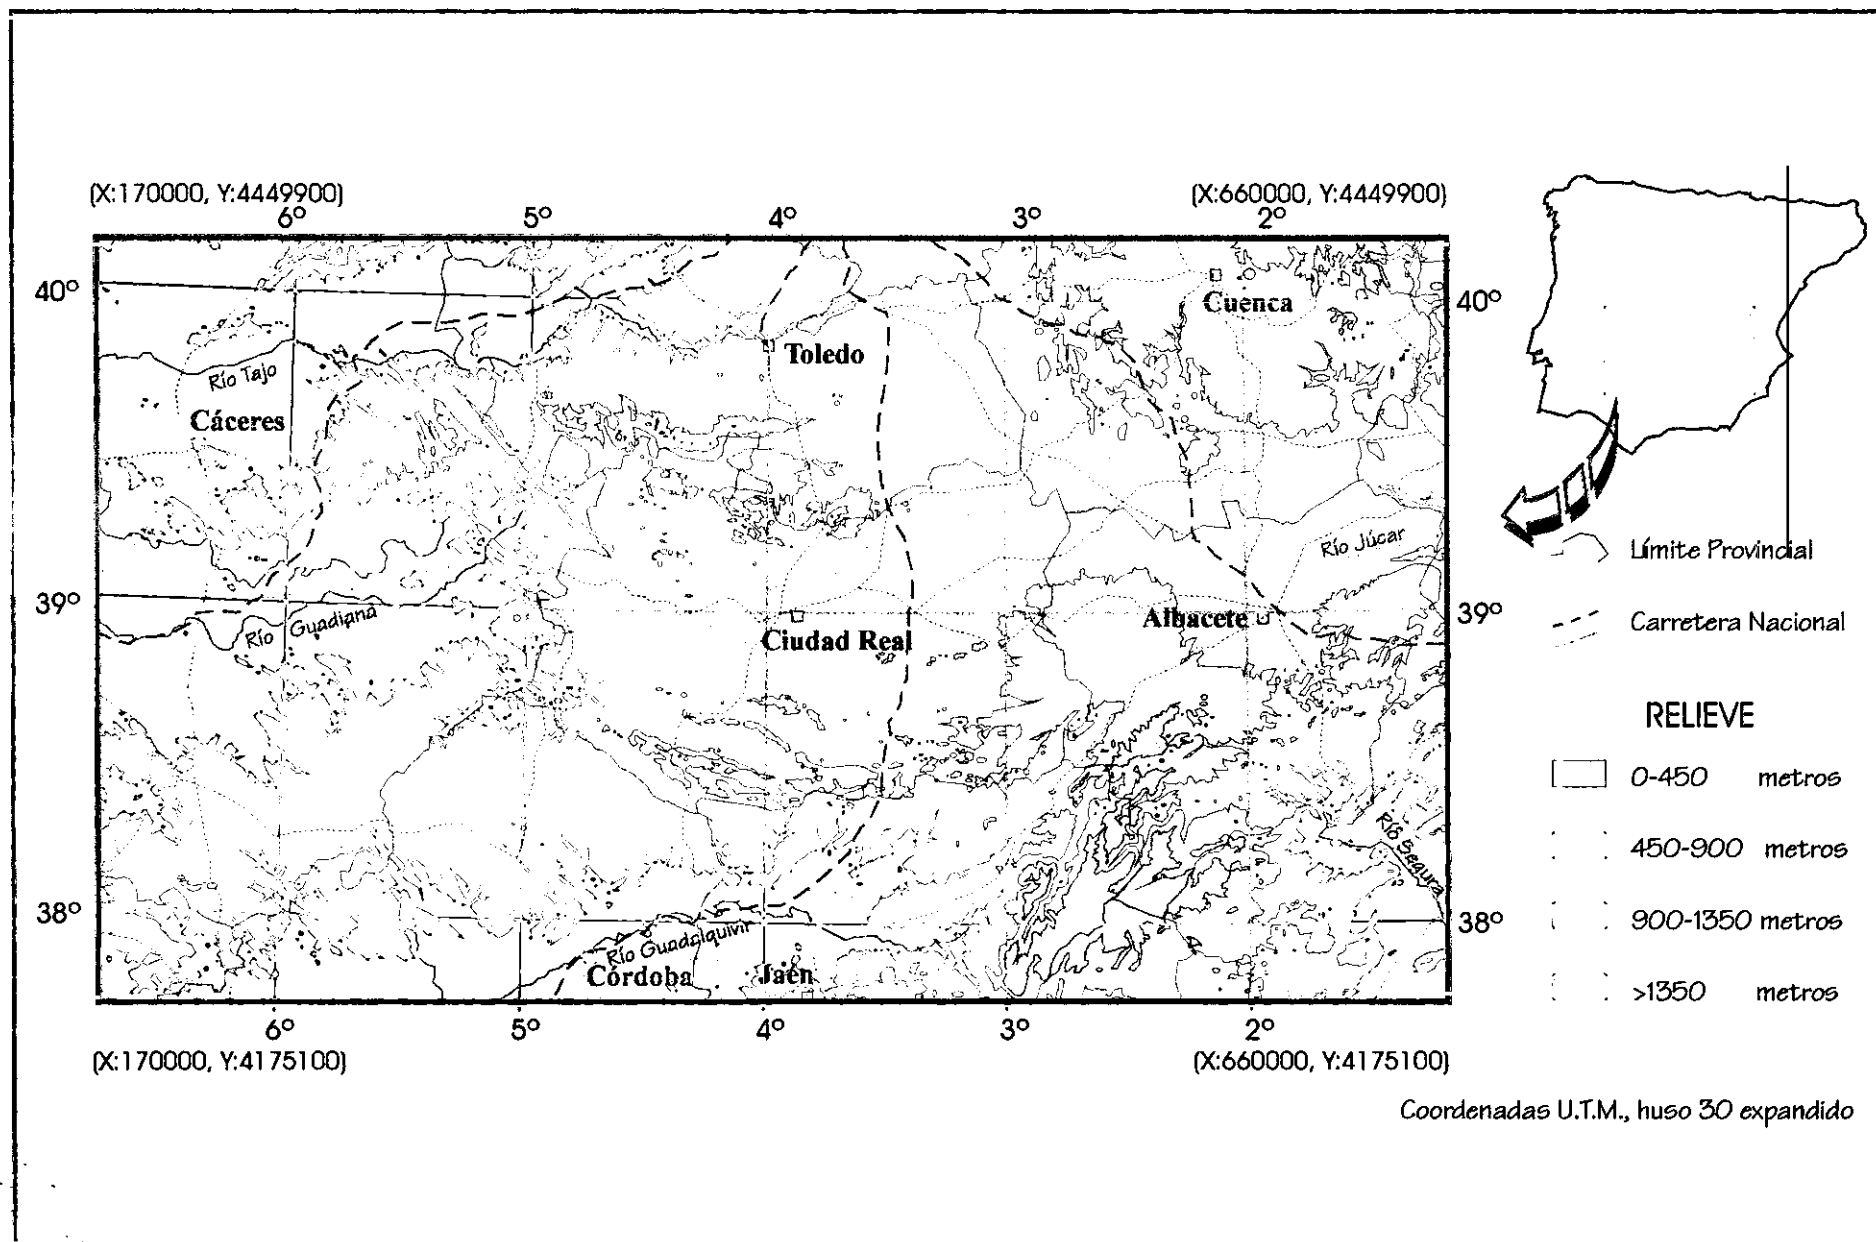 (X:170000, Y:4449900)
(X:660000, Y:4449900)
6º 5º 4º 3º 2º
40º
40º
Cuenca
Toledo
Río Tajo
Cáceres
Río Júcar
Límite Provincial
39º
39º
Río Guadiana
Albacete
Ciudad Real
Carretera Nacional
RELIEVE
0-450 metros
450-900 metros
900-1350 metros
>1350 metros
Río Segura
38º
38º
Río Guadalquivir
Córdoba
Jaén
6º 5º 4º 3º 2º
(X:170000, Y:4175100)
(X:660000, Y:4175100)
Coordenadas U.T.M., huso 30 expandido